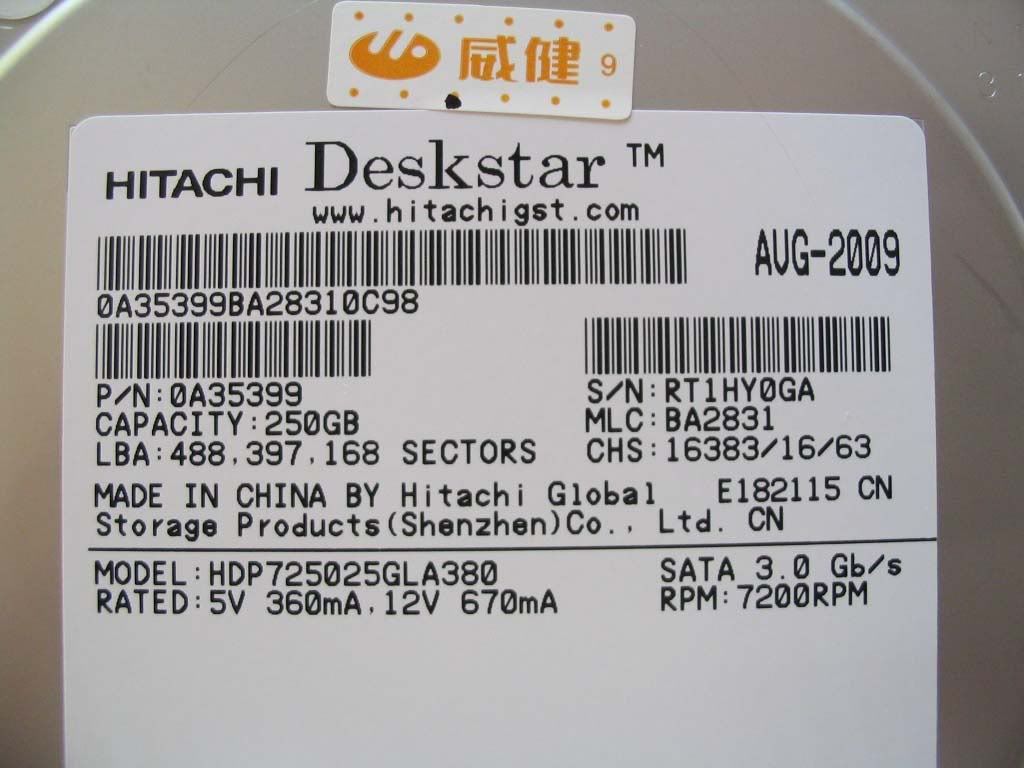 威健 9
HITACHI Deskstar ™
www.hitachigst.com
AUG-2009
0A35399BA28310C98
P/N:0A35399 S/N:RT1HY0GA
CAPACITY:250GB MLC:BA2831
LBA:488,397,168 SECTORS CHS:16383/16/63
MADE IN CHINA BY Hitachi Global E182115 CN
Storage Products(Shenzhen)Co., Ltd. CN
MODEL:HDP725025GLA380 SATA 3.0 Gb/s
RATED:5V 360mA,12V 670mA RPM:7200RPM